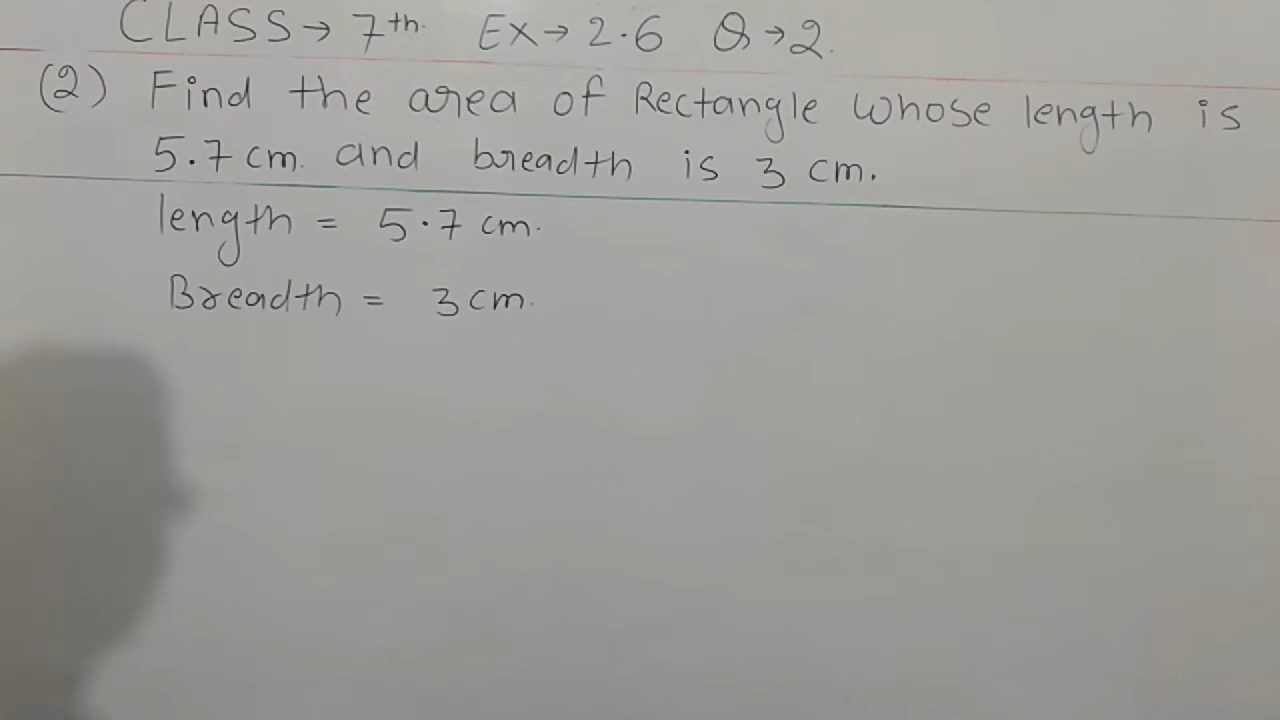 CLASS → 7th. EX → 2.6 Q → 2.
(2) Find the area of Rectangle whose length is
5.7 cm. and breadth is 3 cm.
length = 5.7 cm.
Breadth = 3 cm.